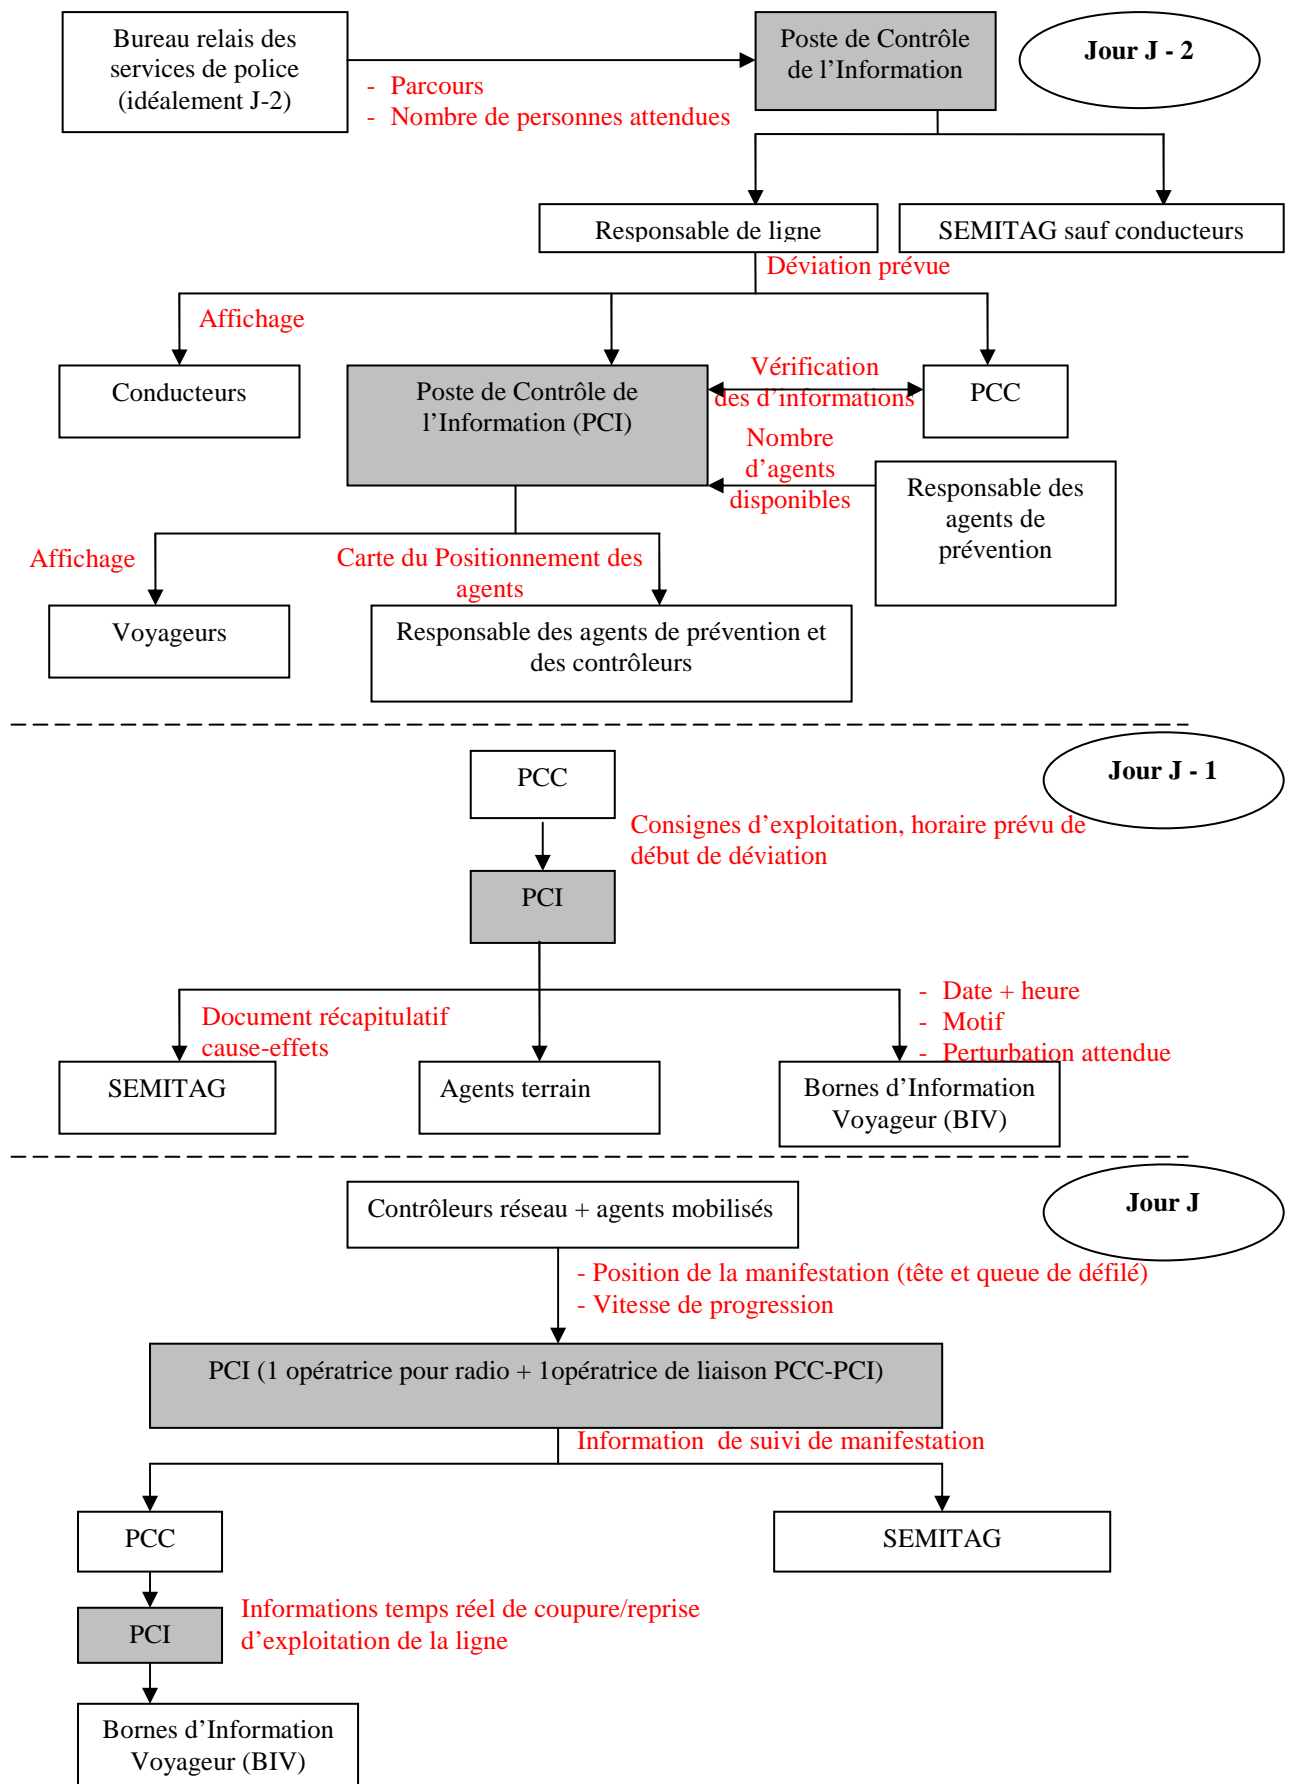 Bureau relais des
services de police
(idéalement J-2)
- Parcours
- Nombre de personnes attendues
Poste de Contrôle
de l’Information
Jour J - 2
Responsable de ligne
SEMITAG sauf conducteurs
Déviation prévue
Affichage
Conducteurs
Poste de Contrôle de
l’Information (PCI)
Vérification
des d’informations
PCC
Nombre
d’agents
disponibles
Responsable des
agents de
prévention
Affichage
Carte du Positionnement des
agents
Voyageurs
Responsable des agents de prévention et
des contrôleurs
Jour J - 1
PCC
Consignes d’exploitation, horaire prévu de
début de déviation
PCI
Document récapitulatif
cause-effets
- Date + heure
- Motif
- Perturbation attendue
SEMITAG
Agents terrain
Bornes d’Information
Voyageur (BIV)
Jour J
Contrôleurs réseau + agents mobilisés
- Position de la manifestation (tête et queue de défilé)
- Vitesse de progression
PCI (1 opératrice pour radio + 1opératrice de liaison PCC-PCI)
Information  de suivi de manifestation
PCC
SEMITAG
PCI
Informations temps réel de coupure/reprise
d’exploitation de la ligne
Bornes d’Information
Voyageur (BIV)